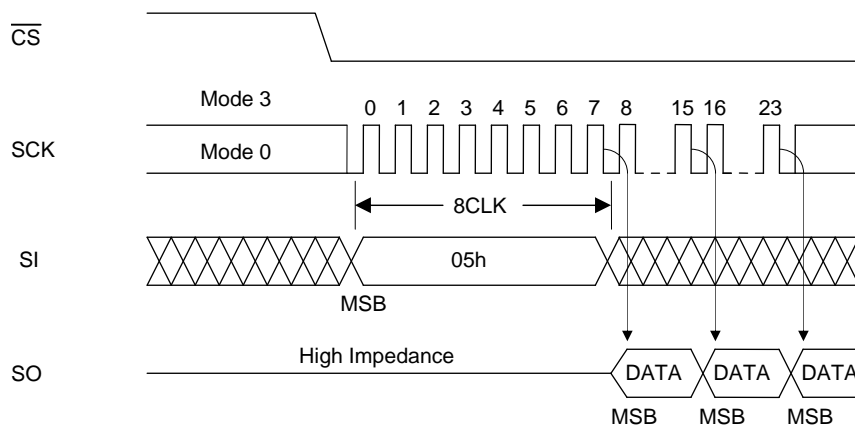 CS
Mode 3
0 1 2 3 4 5 6 7 8 15 16 23
SCK
Mode 0
8CLK
SI
05h
MSB
High Impedance
SO
DATA DATA DATA
MSB MSB MSB